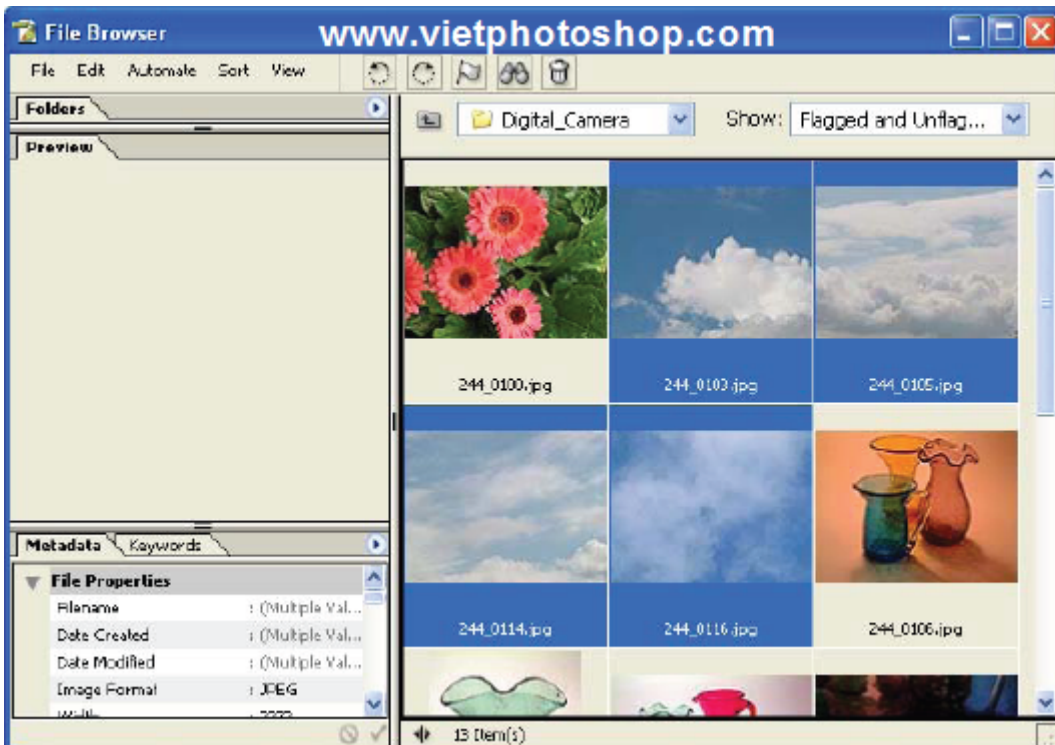 File Browser
www.vietphotoshop.com
File Edit Automate Sort View
Folders
Digital_Camera
Show: Flagged and Unflag...
Preview
244_0100.jpg
244_0103.jpg
244_0105.jpg
244_0114.jpg
244_0116.jpg
244_0106.jpg
Metadata Keywords
File Properties
Filename : (Multiple Val...
Date Created : (Multiple Val...
Date Modified : (Multiple Val...
Image Format : JPEG
13 Item(s)